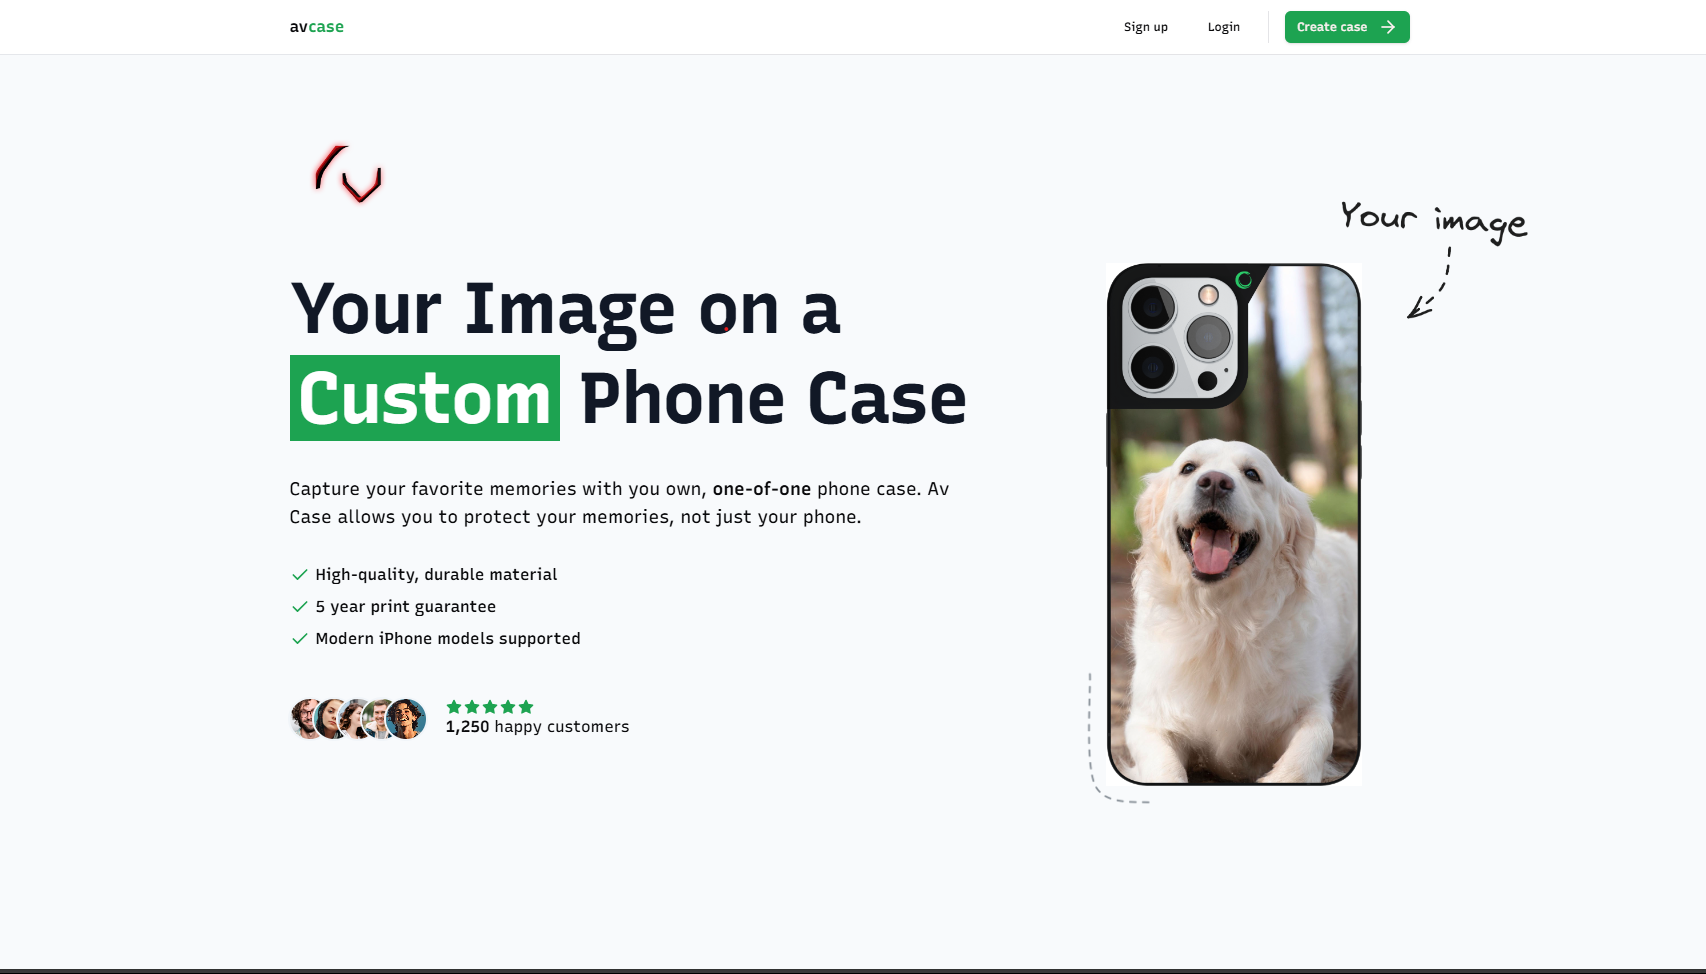 avcase
Sign up
Login
Create case
Your image
Your Image on a
Custom Phone Case
Capture your favorite memories with you own, one-of-one phone case. Av
Case allows you to protect your memories, not just your phone.
High-quality, durable material
5 year print guarantee
Modern iPhone models supported
1,250 happy customers